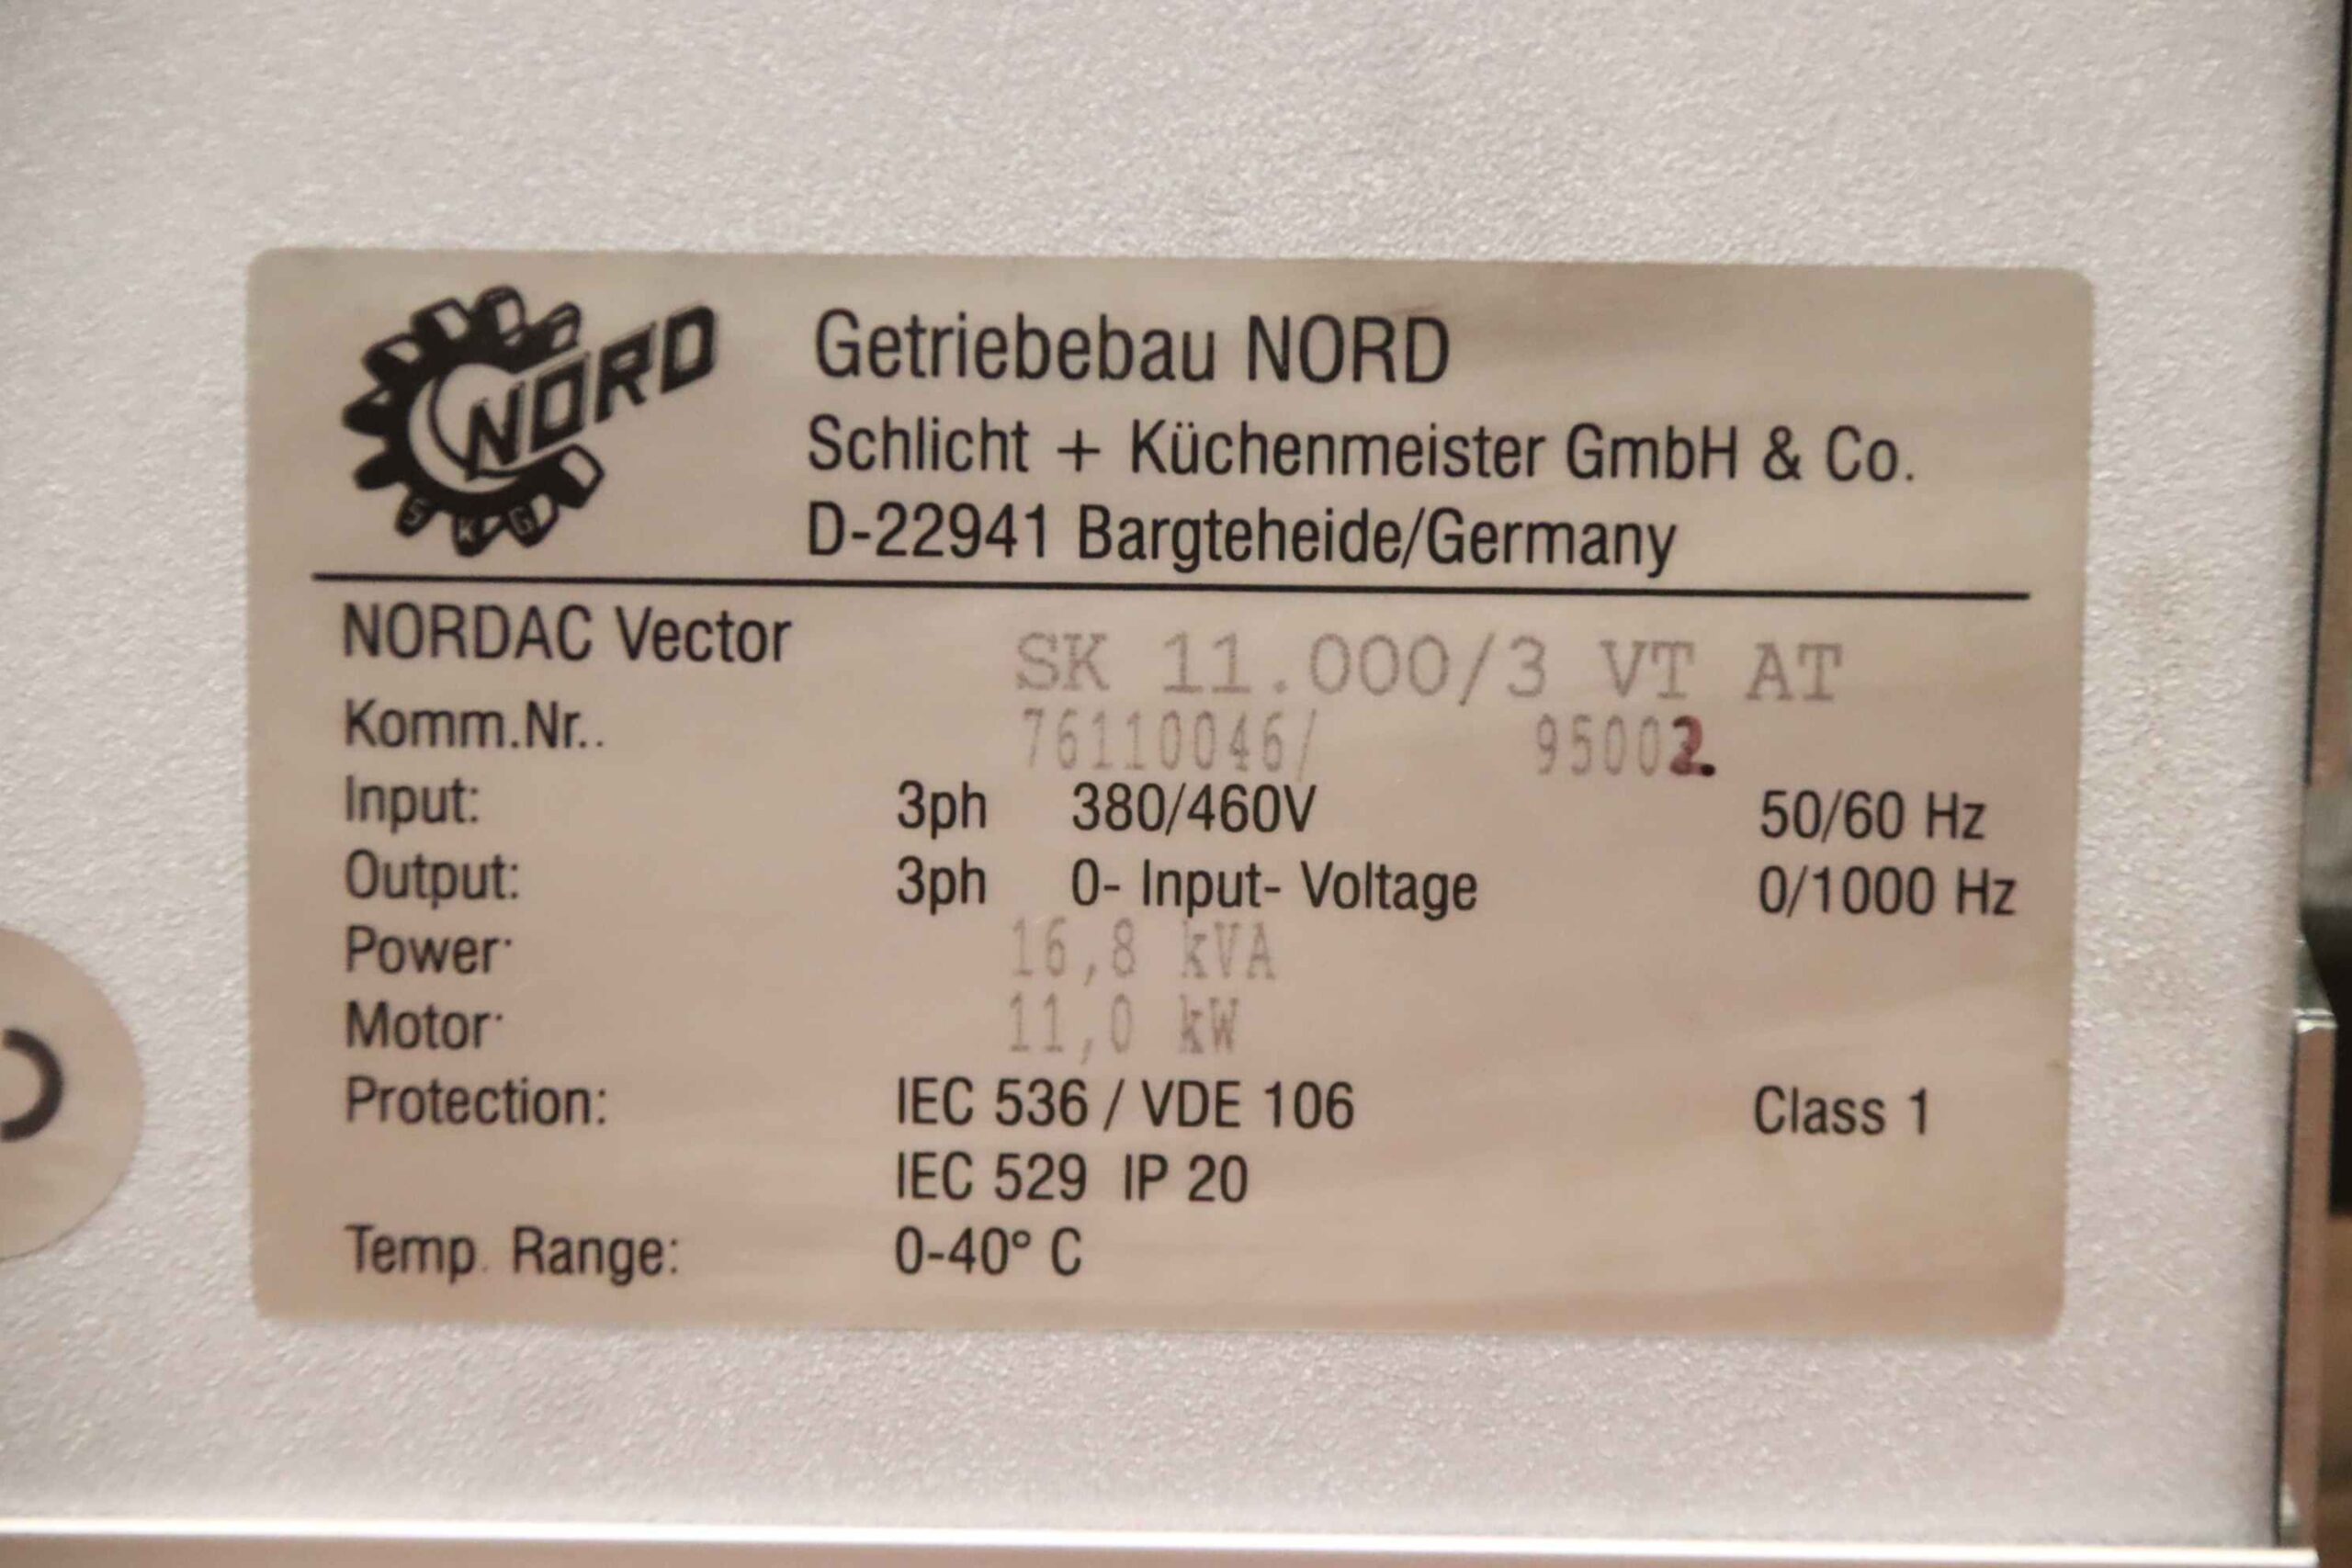 NORD
SKG
Getriebebau NORD
Schlicht + Küchenmeister GmbH & Co.
D-22941 Bargteheide/Germany
NORDAC Vector SK 11.000/3 VT AT
Komm.Nr.. 76110046/ 95002.
Input: 3ph 380/460V 50/60 Hz
Output: 3ph 0- Input- Voltage 0/1000 Hz
Power: 16,8 kVA
Motor: 11,0 kW
Protection: IEC 536 / VDE 106 Class 1
IEC 529 IP 20
Temp. Range: 0-40° C